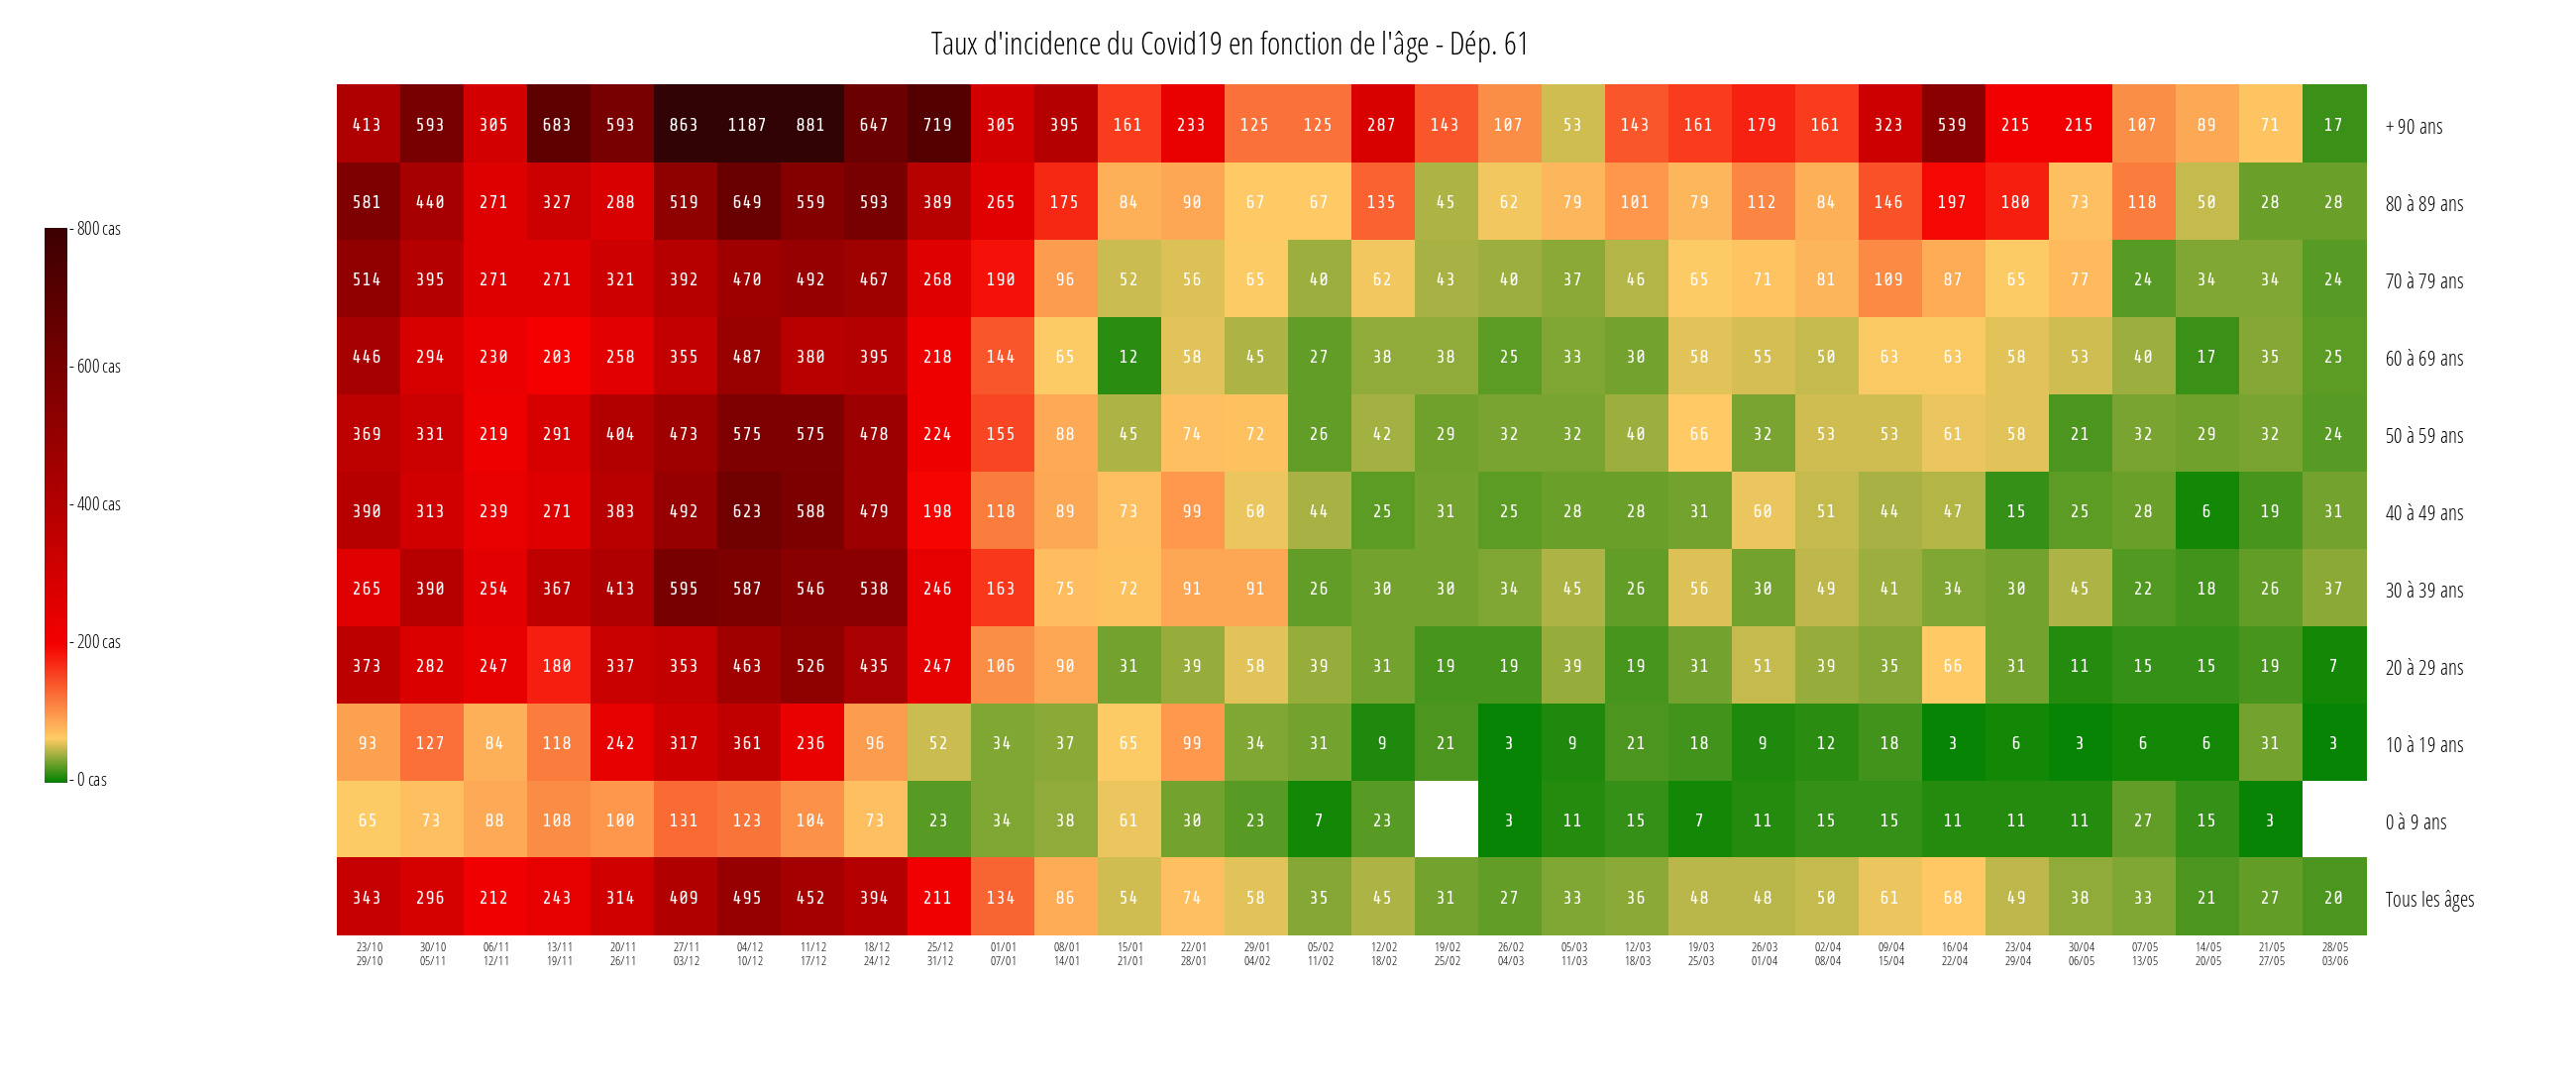 Taux d'incidence du Covid19 en fonction de l'âge - Dép. 61
413 593 305 683 593 863 1187 881 647 719 305 395 161 233 125 125 287 143 107 53 143 161 179 161 323 539 215 215 107 89 71 17 + 90 ans
581 440 271 327 288 519 649 559 593 389 265 175 84 90 67 67 135 45 62 79 101 79 112 84 146 197 180 73 118 50 28 28 80 à 89 ans
- 800 cas
514 395 271 271 321 392 470 492 467 268 190 96 52 56 65 40 62 43 40 37 46 65 71 81 109 87 65 77 24 34 34 24 70 à 79 ans
446 294 230 203 258 355 487 380 395 218 144 65 12 58 45 27 38 38 25 33 30 58 55 50 63 63 58 53 40 17 35 25 60 à 69 ans
- 600 cas
369 331 219 291 404 473 575 575 478 224 155 88 45 74 72 26 42 29 32 32 40 66 32 53 53 61 58 21 32 29 32 24 50 à 59 ans
- 400 cas
390 313 239 271 383 492 623 588 479 198 118 89 73 99 60 44 25 31 25 28 28 31 60 51 44 47 15 25 28 6 19 31 40 à 49 ans
265 390 254 367 413 595 587 546 538 246 163 75 72 91 91 26 30 30 34 45 26 56 30 49 41 34 30 45 22 18 26 37 30 à 39 ans
- 200 cas
373 282 247 180 337 353 463 526 435 247 106 90 31 39 58 39 31 19 19 39 19 31 51 39 35 66 31 11 15 15 19 7 20 à 29 ans
93 127 84 118 242 317 361 236 96 52 34 37 65 99 34 31 9 21 3 9 21 18 9 12 18 3 6 3 6 6 31 3 10 à 19 ans
- 0 cas
65 73 88 108 100 131 123 104 73 23 34 38 61 30 23 7 23 3 11 15 7 11 15 15 11 11 11 27 15 3 0 à 9 ans
343 296 212 243 314 409 495 452 394 211 134 86 54 74 58 35 45 31 27 33 36 48 48 50 61 68 49 38 33 21 27 20 Tous les âges
23/10 30/10 06/11 13/11 20/11 27/11 04/12 11/12 18/12 25/12 01/01 08/01 15/01 22/01 29/01 05/02 12/02 19/02 26/02 05/03 12/03 19/03 26/03 02/04 09/04 16/04 23/04 30/04 07/05 14/05 21/05 28/05
29/10 05/11 12/11 19/11 26/11 03/12 10/12 17/12 24/12 31/12 07/01 14/01 21/01 28/01 04/02 11/02 18/02 25/02 04/03 11/03 18/03 25/03 01/04 08/04 15/04 22/04 29/04 06/05 13/05 20/05 27/05 03/06